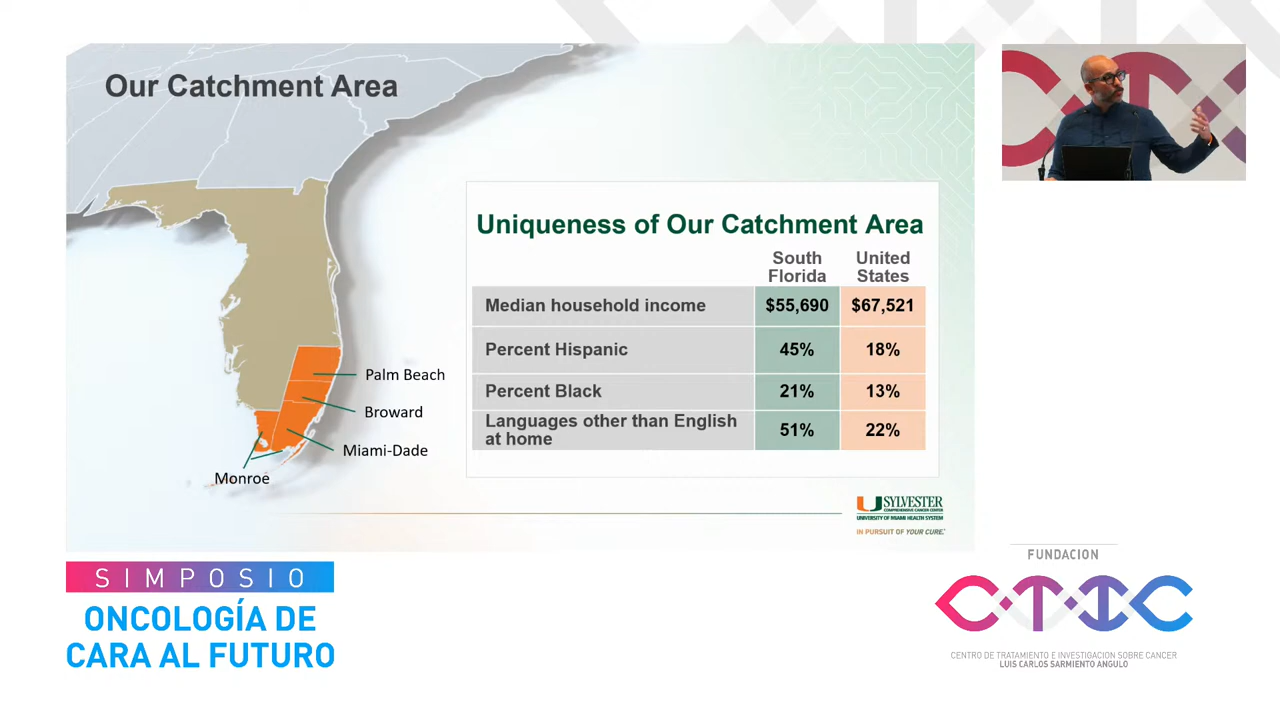 Our Catchment Area
Palm Beach
Broward
Miami-Dade
Monroe
Uniqueness of Our Catchment Area
South Florida United States
Median household income $55,690 $67,521
Percent Hispanic 45% 18%
Percent Black 21% 13%
Languages other than English
at home 51% 22%
U SYLVESTER
COMPREHENSIVE CANCER CENTER
UNIVERSITY OF MIAMI HEALTH SYSTEM
IN PURSUIT OF YOUR CURE.
SIMPOSIO
ONCOLOGÍA DE
CARA AL FUTURO
FUNDACION
CTIC
CENTRO DE TRATAMIENTO E INVESTIGACION SOBRE CANCER
LUIS CARLOS SARMIENTO ANGULO